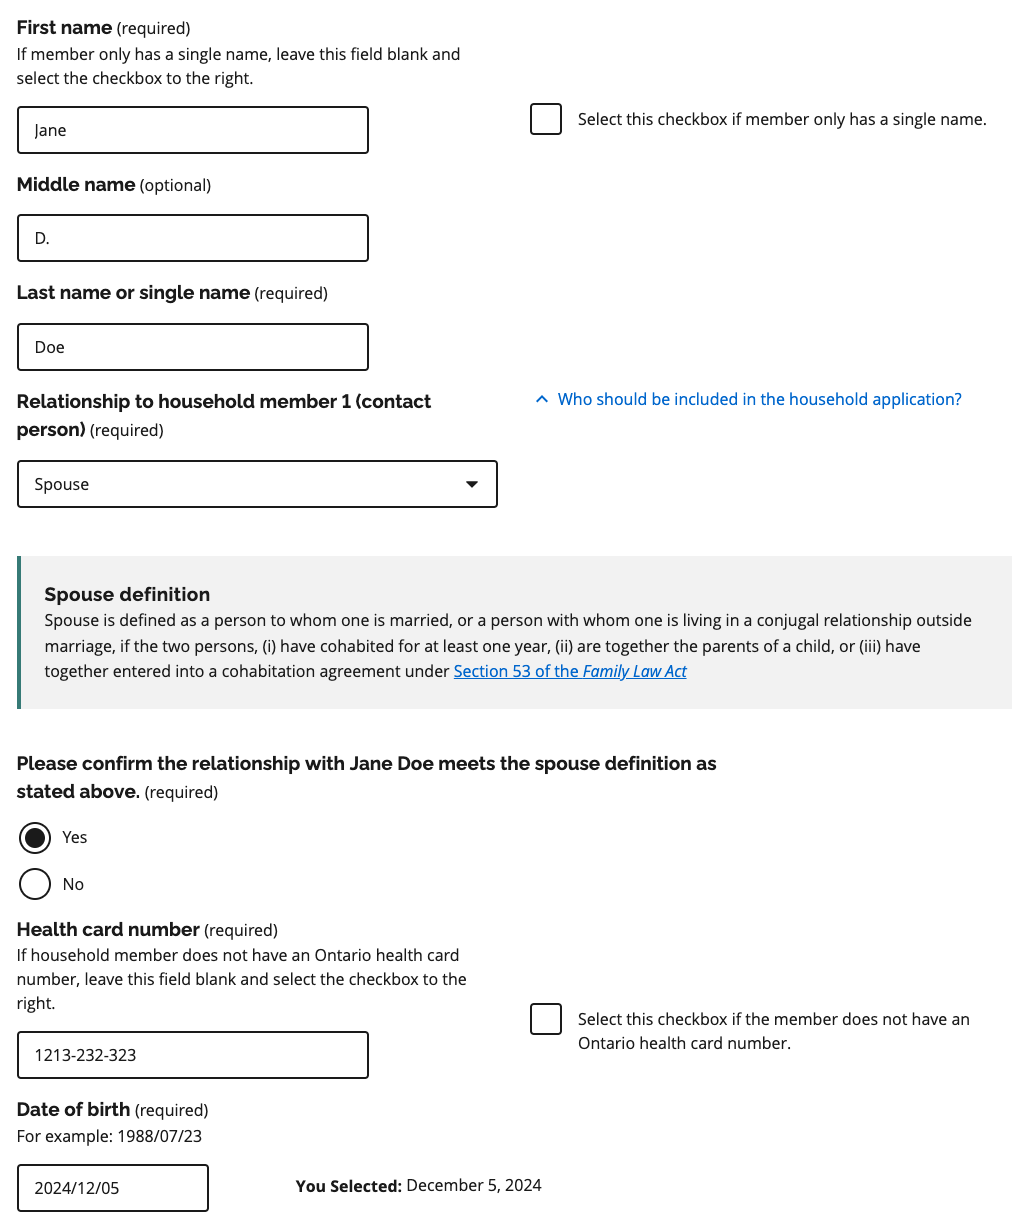 First name (required)
If member only has a single name, leave this field blank and
select the checkbox to the right.
Jane
Select this checkbox if member only has a single name.
Middle name (optional)
D.
Last name or single name (required)
Doe
Relationship to household member 1 (contact
person) (required)
Who should be included in the household application?
Spouse
Spouse definition
Spouse is defined as a person to whom one is married, or a person with whom one is living in a conjugal relationship outside
marriage, if the two persons, (i) have cohabited for at least one year, (ii) are together the parents of a child, or (iii) have
together entered into a cohabitation agreement under Section 53 of the Family Law Act
Please confirm the relationship with Jane Doe meets the spouse definition as
stated above. (required)
Yes
No
Health card number (required)
If household member does not have an Ontario health card
number, leave this field blank and select the checkbox to the
right.
Select this checkbox if the member does not have an
Ontario health card number.
1213-232-323
Date of birth (required)
For example: 1988/07/23
2024/12/05
You Selected: December 5, 2024